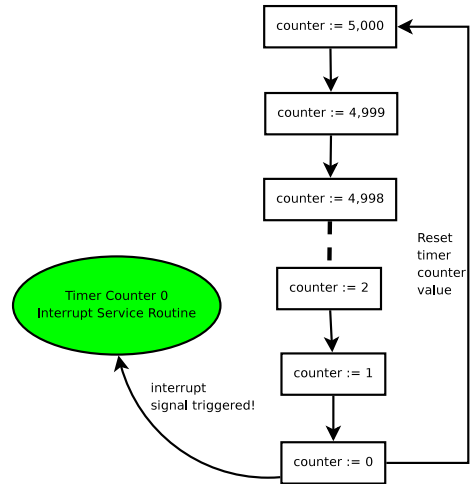 counter := 5,000
counter := 4,999
counter := 4,998
Reset
timer
counter
value
counter := 2
Timer Counter 0
Interrupt Service Routine
counter := 1
interrupt
signal triggered!
counter := 0